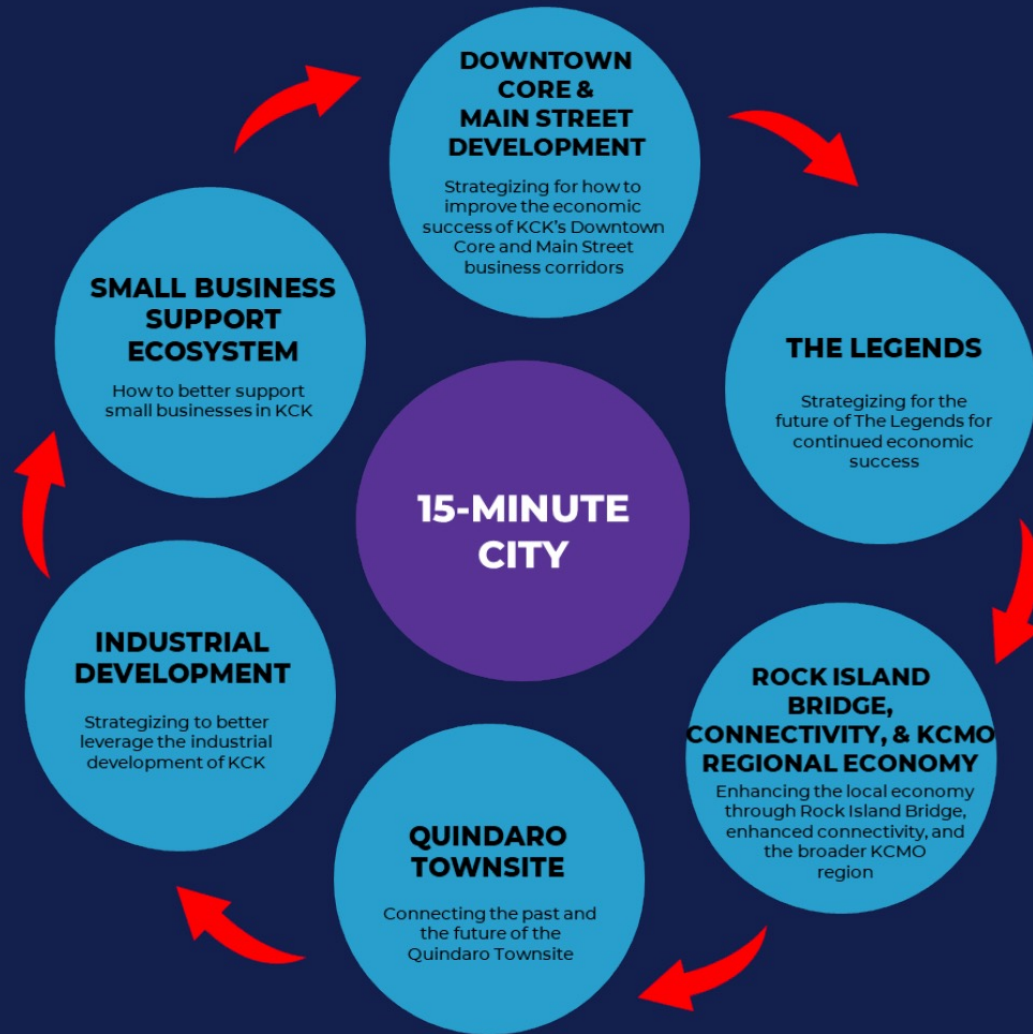 DOWNTOWN
CORE &
MAIN STREET
DEVELOPMENT
Strategizing for how to
improve the economic
success of KCK's Downtown
Core and Main Street
business corridors
THE LEGENDS
Strategizing for the
future of The Legends for
continued economic
success
ROCK ISLAND
BRIDGE,
CONNECTIVITY, & KCMO
REGIONAL ECONOMY
Enhancing the local economy
through Rock Island Bridge,
enhanced connectivity, and
the broader KCMO
region
QUINDARO
TOWNSITE
Connecting the past and
the future of the
Quindaro Townsite
INDUSTRIAL
DEVELOPMENT
Strategizing to better
leverage the industrial
development of KCK
SMALL BUSINESS
SUPPORT
ECOSYSTEM
How to better support
small businesses in KCK
15-MINUTE
CITY